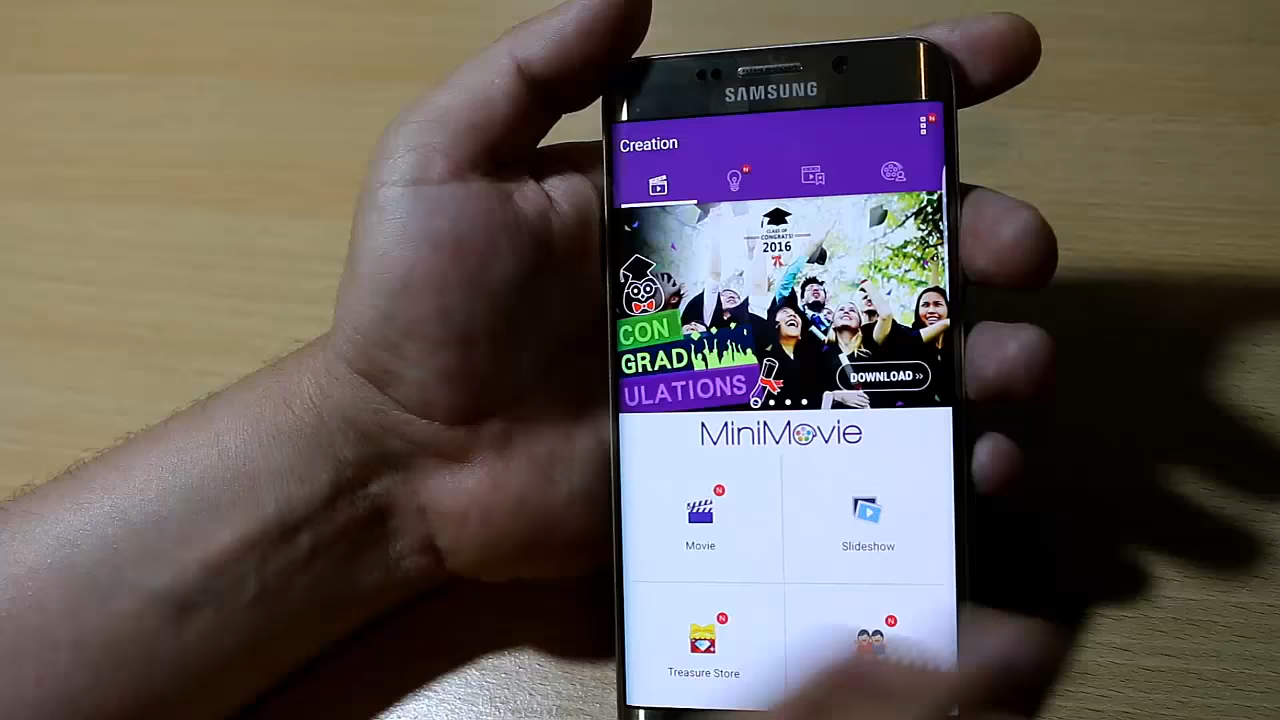 SAMSUNG
Creation
N
N
CLASS OF
CONGRATS!
2016
CON
GRAD
ULATIONS
DOWNLOAD »
MiniMovie
N
Movie
Slideshow
N
N
Treasure Store